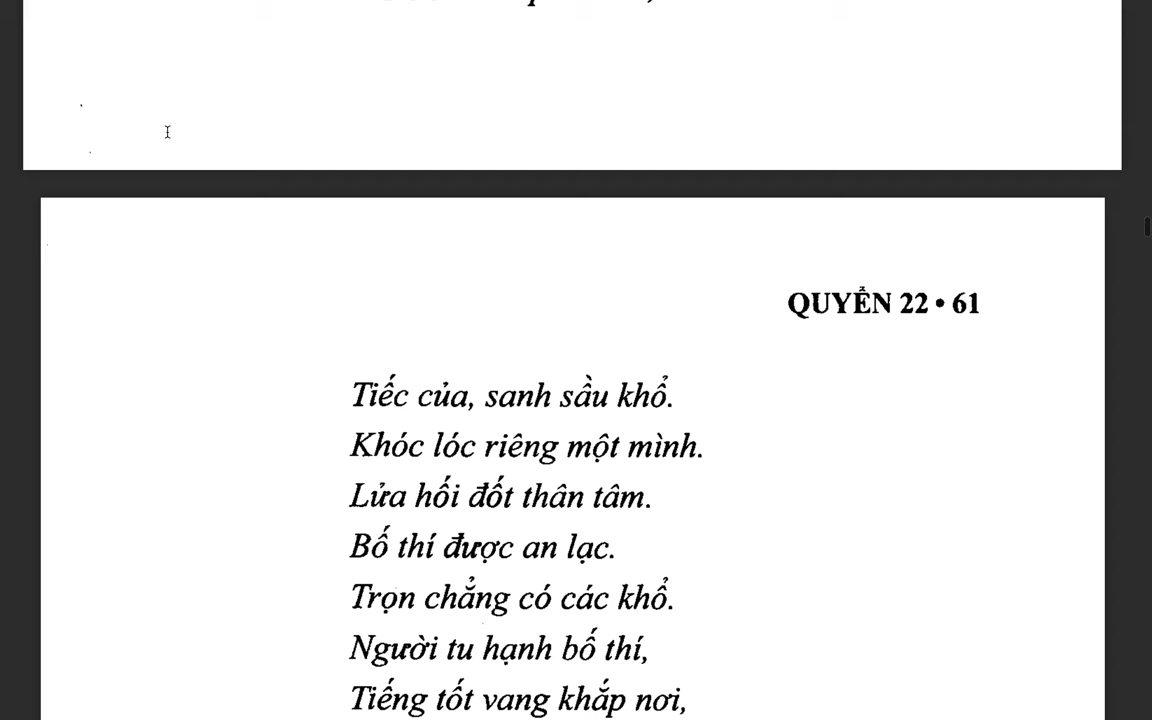 QUYỂN 22 • 61
Tiếc của, sanh sầu khổ.
Khóc lóc riêng một mình.
Lửa hối đốt thân tâm.
Bố thí được an lạc.
Trọn chẳng có các khổ.
Người tu hạnh bố thí,
Tiếng tốt vang khắp nơi,